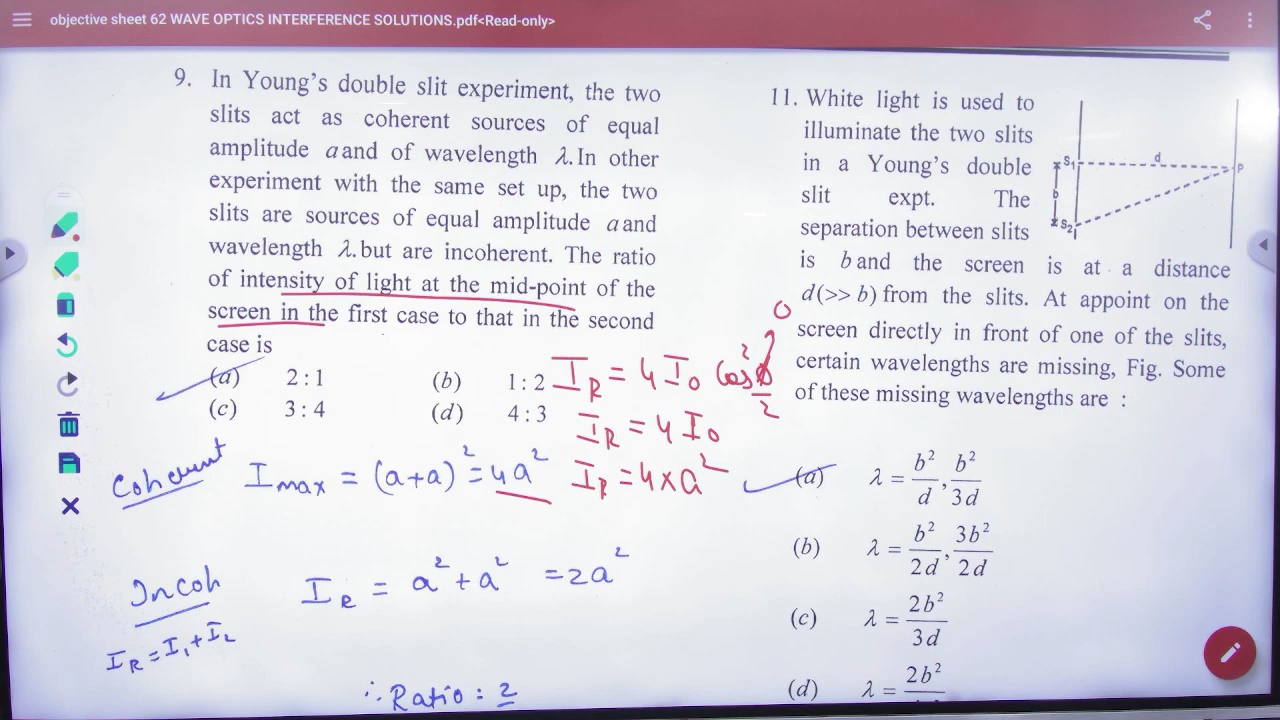 objective sheet 62 WAVE OPTICS INTERFERENCE SOLUTIONS.pdf<Read-only>
9. In Young's double slit experiment, the two
slits act as coherent sources of equal
amplitude a and of wavelength λ. In other
experiment with the same set up, the two
slits are sources of equal amplitude a and
wavelength λ. but are incoherent. The ratio
of intensity of light at the mid-point of the
screen in the first case to that in the second
case is
(a) 2 : 1 (b) 1 : 2
(c) 3 : 4 (d) 4 : 3
I_R = 4 I_0 cos² φ/2 0
I_R = 4 I_0
I_R = 4 × a²
Coherent I_max = (a+a)² = 4a²
Incoh I_R = a² + a² = 2a²
I_R = I_1 + I_2
∴ Ratio : 2
11. White light is used to
illuminate the two slits
in a Young's double
slit expt. The
separation between slits
is b and the screen is at a distance
d(>> b) from the slits. At appoint on the
screen directly in front of one of the slits,
certain wavelengths are missing, Fig. Some
of these missing wavelengths are :
S₁ d P
b
S₂
(a) λ = b²/d, b²/3d
(b) λ = b²/2d, 3b²/2d
(c) λ = 2b²/3d
(d) λ = 2b²